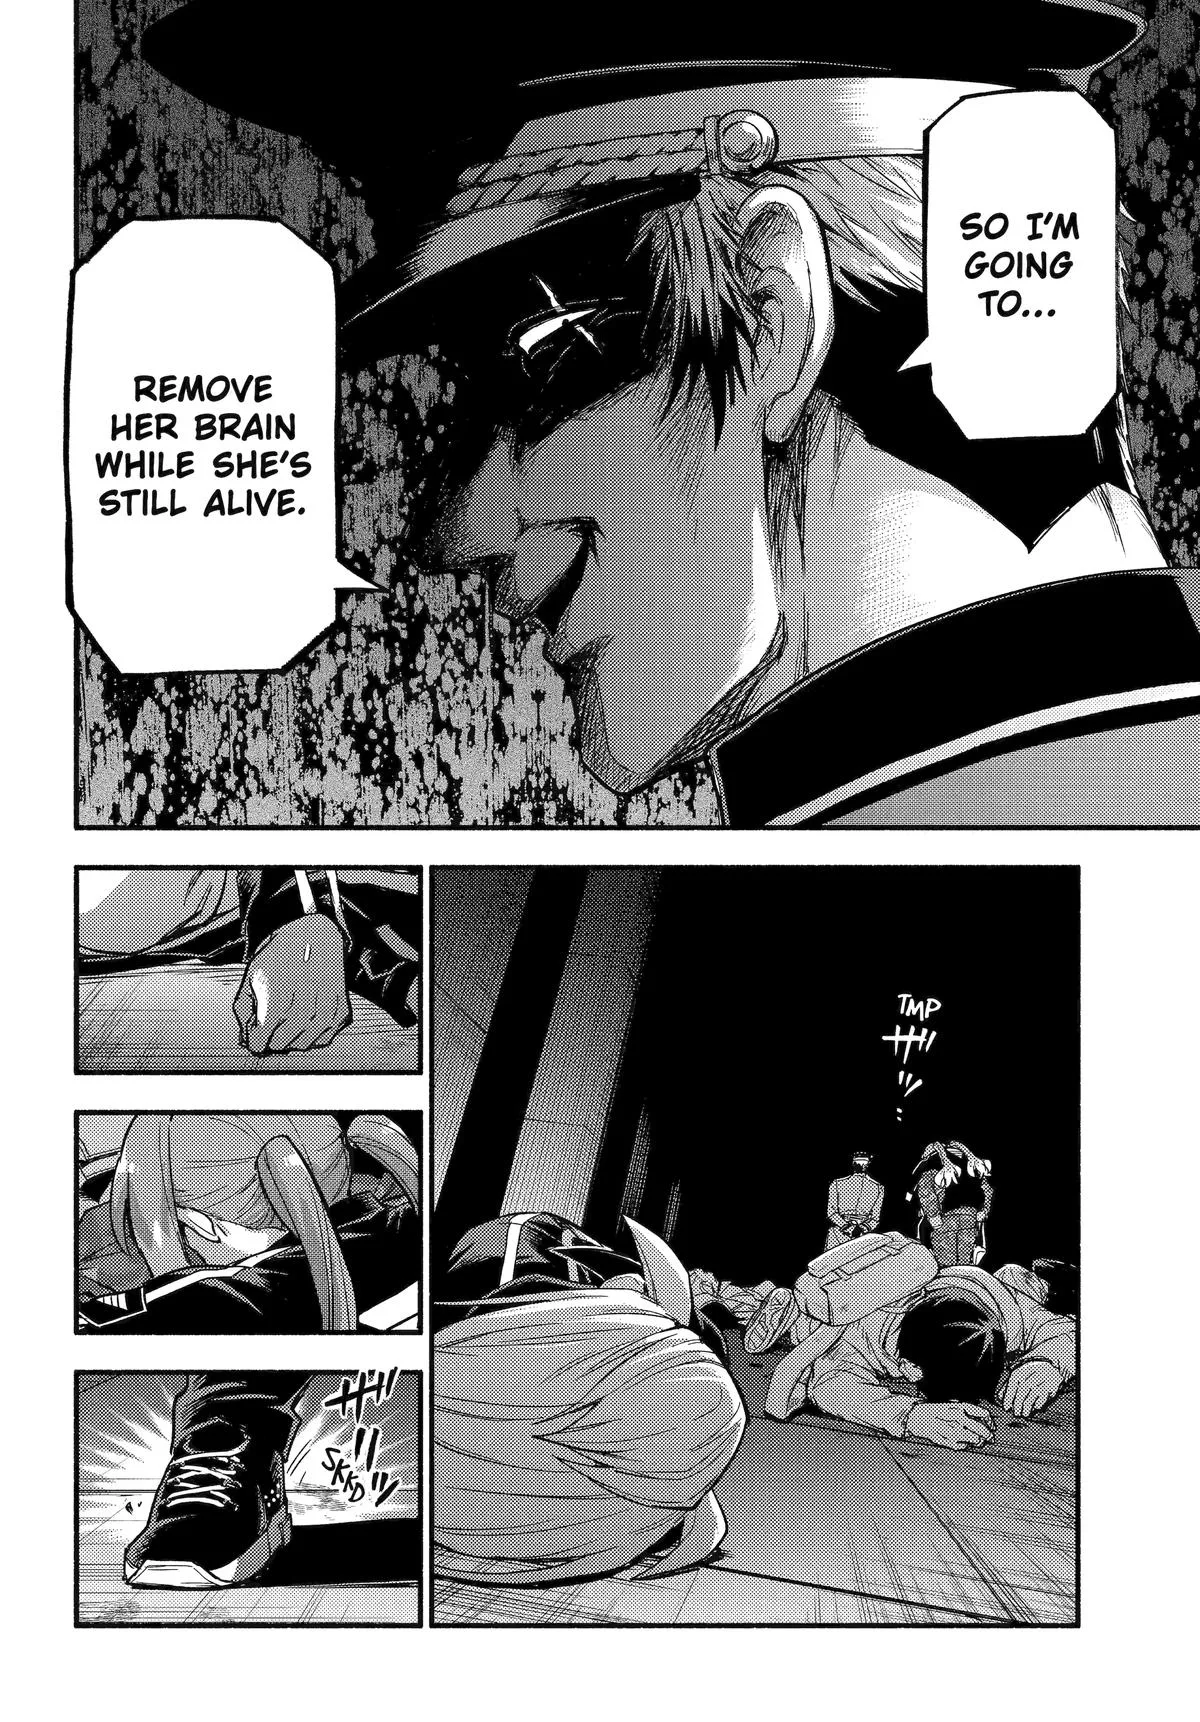 SO I'M
GOING
TO...
REMOVE
HER BRAIN
WHILE SHE'S
STILL ALIVE.
TMP
SKKD